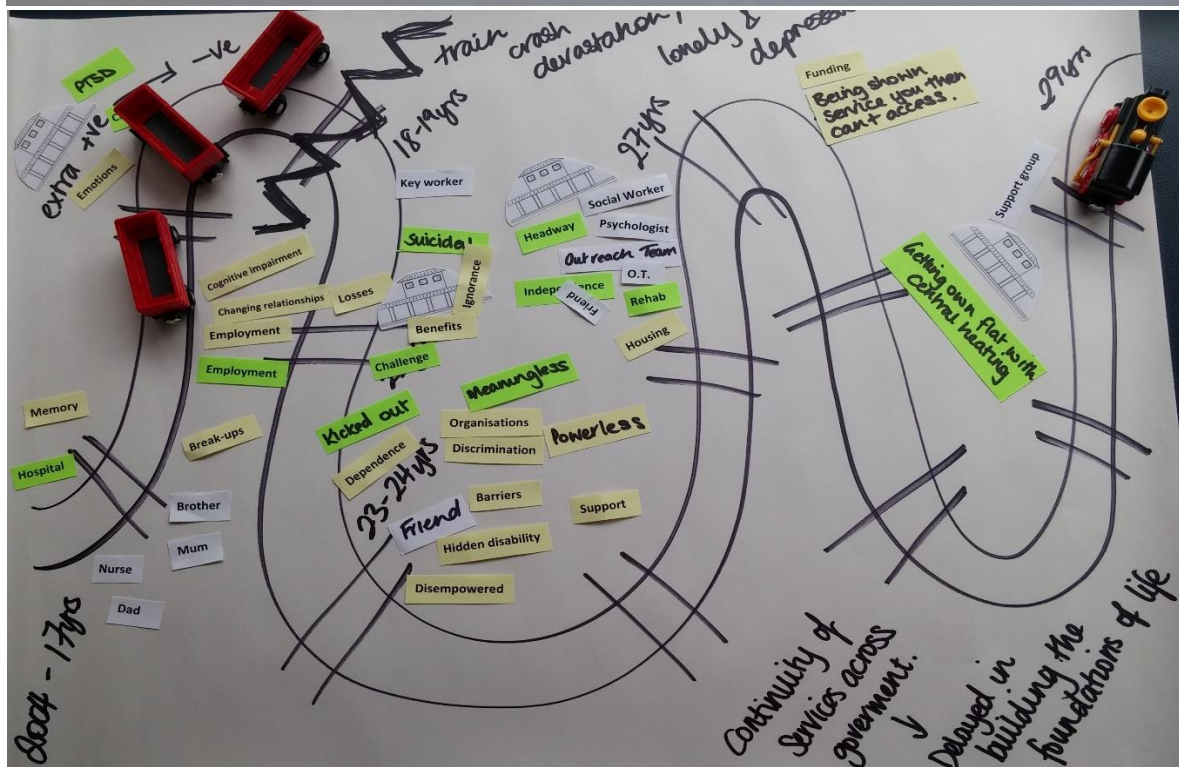 PTSD
→ -ve
extra +ve
Emotions
train crash
devastation,
lonely &
depression
18-19yrs
Key worker
27yrs
Social Worker
Psychologist
Headway
Outreach Team
O.T.
Independence
Friend
Rehab
Housing
Funding
Being shown
service you then
can't access.
29yrs
Support group
Getting own flat with
central heating
Suicidal
Ignorance
Benefits
Cognitive Impairment
Changing relationships
Losses
Employment
Employment
Challenge
Meaningless
Kicked out
Organisations
Powerless
Discrimination
Dependence
23-24yrs
Friend
Barriers
Support
Hidden disability
Disempowered
Memory
Hospital
Break-ups
Brother
Mum
Nurse
Dad
2004 - 17yrs
Continuity of
services across
goverment.
↓
Delayed in
building the
foundations of life